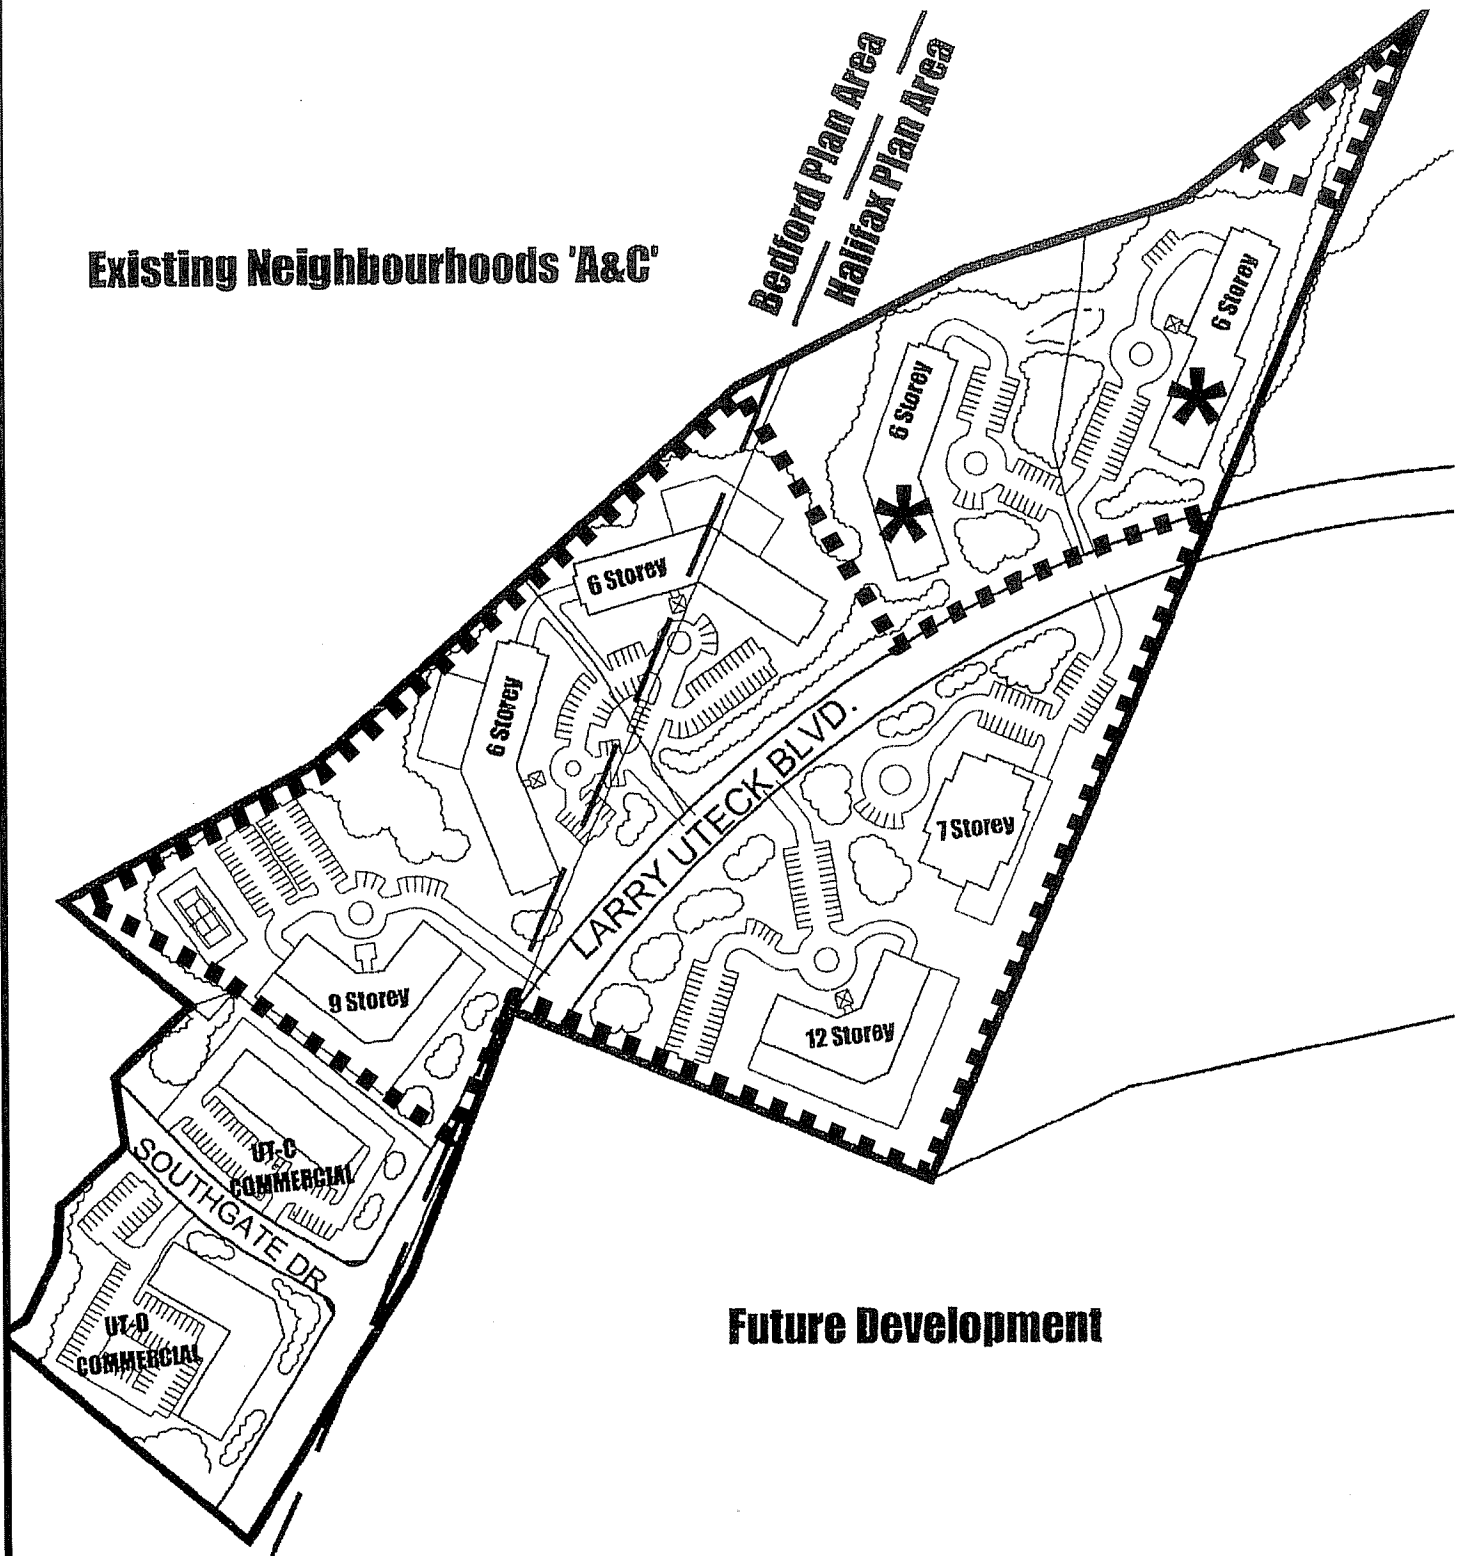 Bedford Plan Area
Halifax Plan Area
Existing Neighbourhoods 'A&C'
6 Storey
6 Storey
6 Storey
6 Storey
LARRY UTECK BLVD.
7 Storey
9 Storey
12 Storey
UT-C
COMMERCIAL
SOUTHGATE DR
UT-D
COMMERCIAL
Future Development